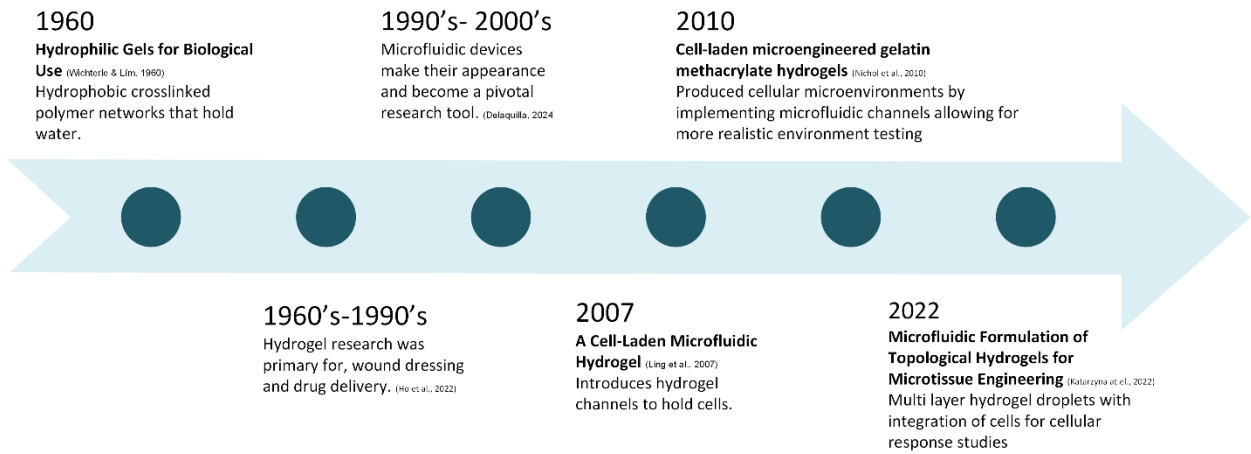 1960
Hydrophilic Gels for Biological
Use (Wichterle & Lím, 1960)
Hydrophobic crosslinked
polymer networks that hold
water.
1990's- 2000's
Microfluidic devices
make their appearance
and become a pivotal
research tool. (Delaquilla, 2024
2010
Cell-laden microengineered gelatin
methacrylate hydrogels (Nichol et al., 2010)
Produced cellular microenvironments by
implementing microfluidic channels allowing for
more realistic environment testing
1960's-1990's
Hydrogel research was
primary for, wound dressing
and drug delivery. (Ho et al., 2022)
2007
A Cell-Laden Microfluidic
Hydrogel (Ling et al., 2007)
Introduces hydrogel
channels to hold cells.
2022
Microfluidic Formulation of
Topological Hydrogels for
Microtissue Engineering (Katarzyna at el., 2022)
Multi layer hydrogel droplets with
integration of cells for cellular
response studies